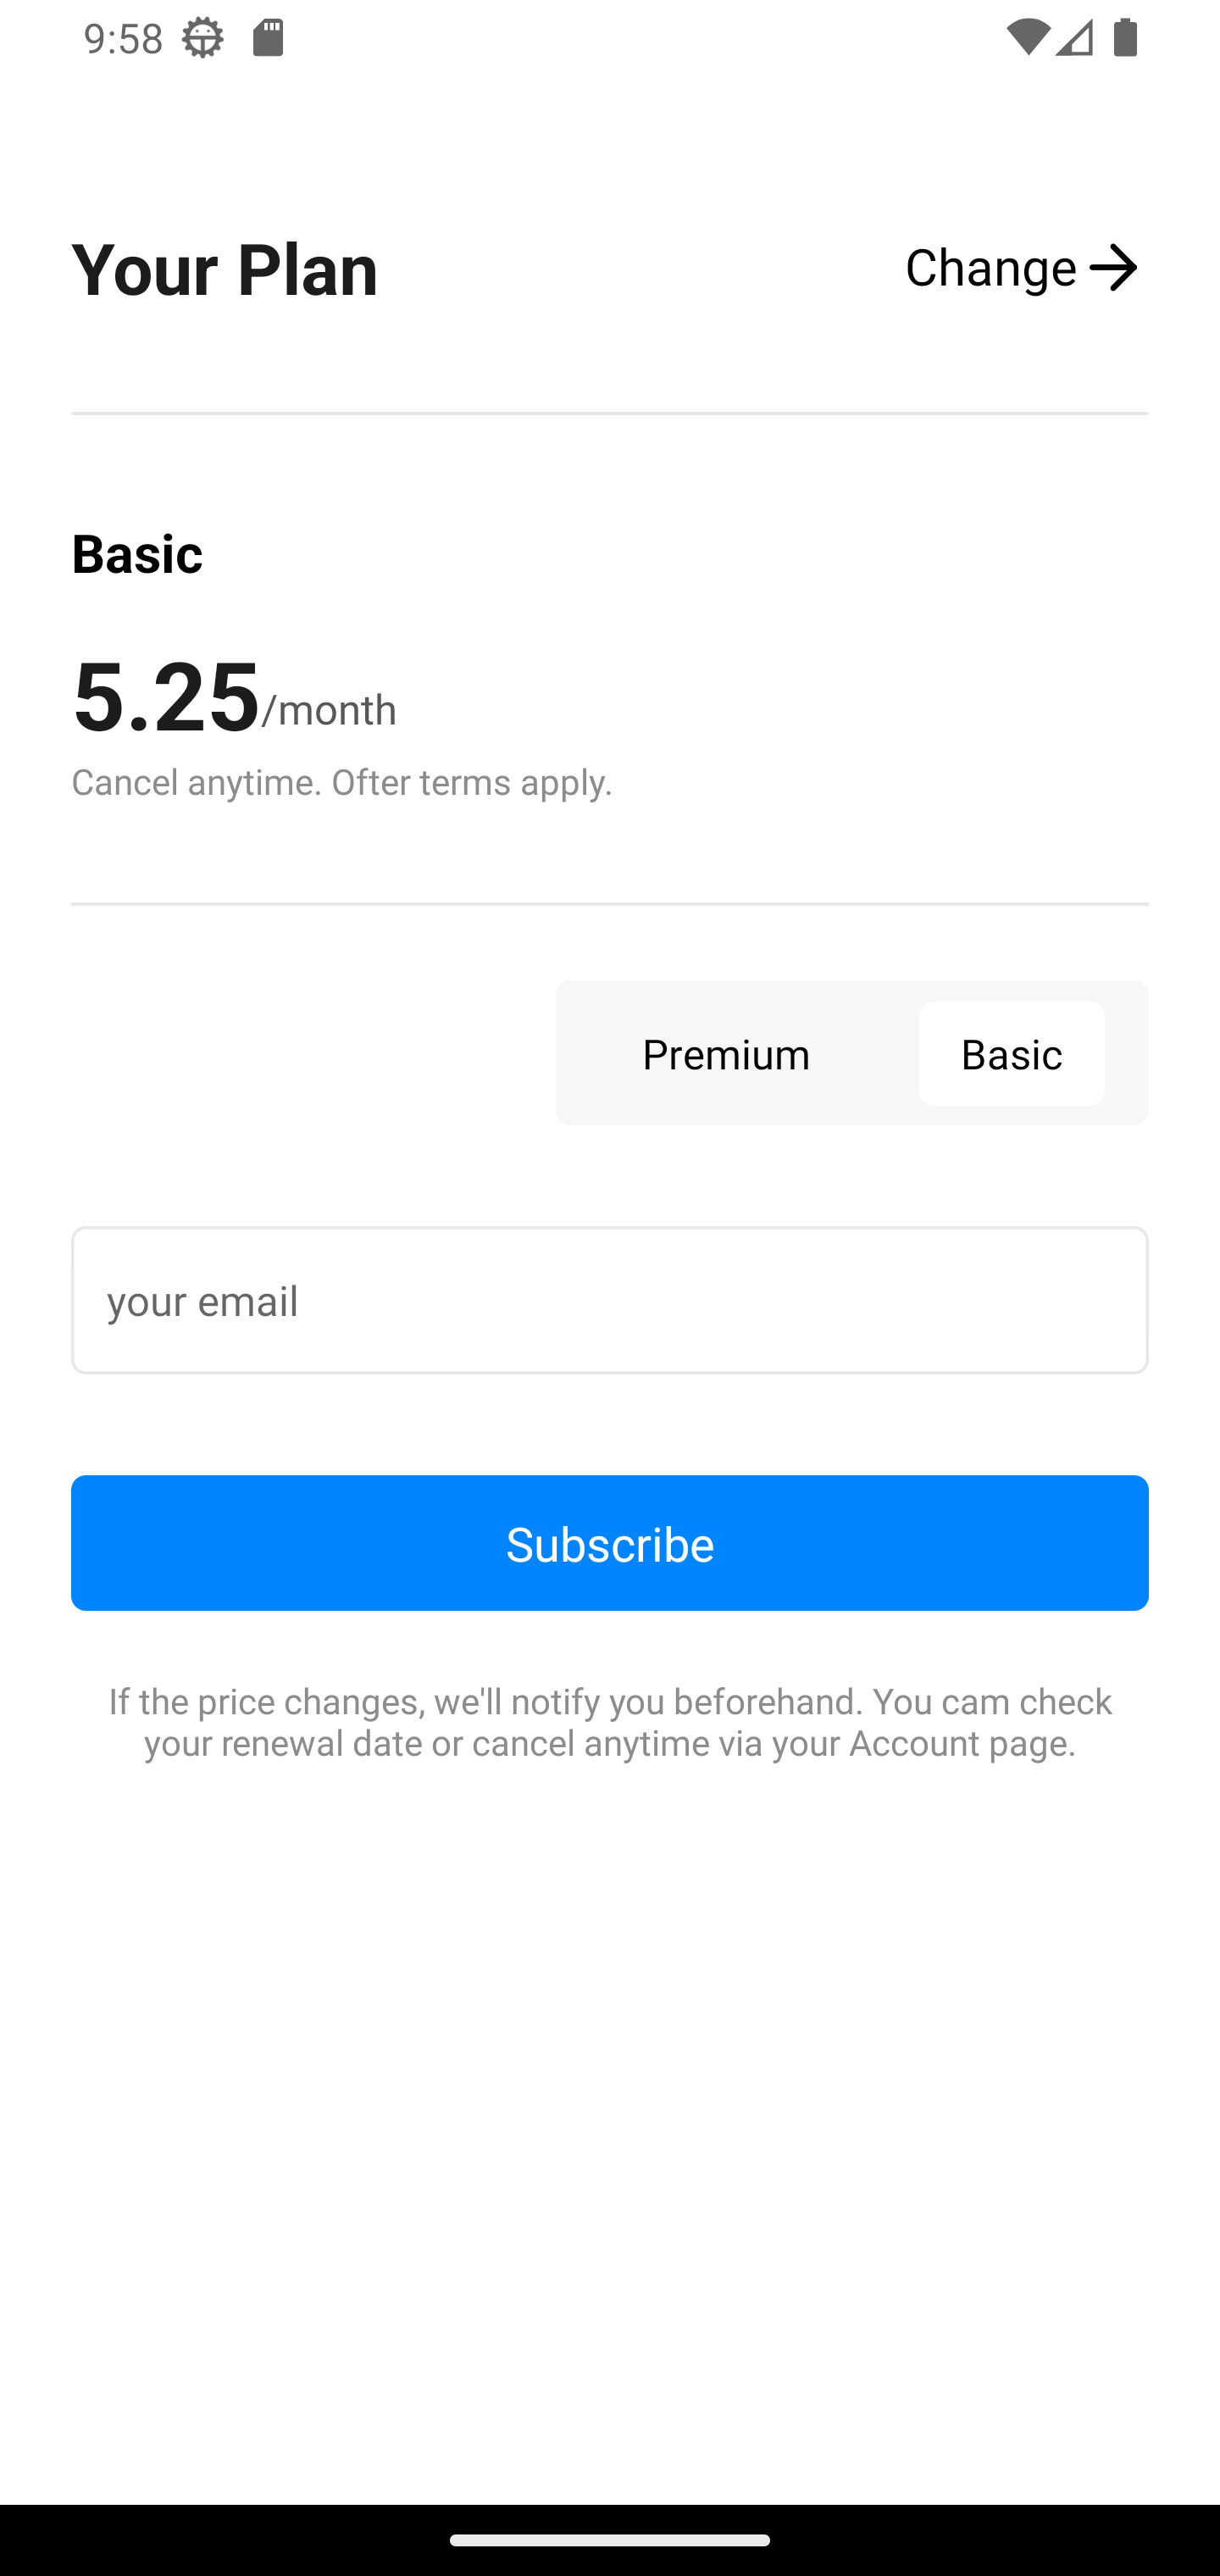 9:58
Your Plan
Change
Basic
5.25/month
Cancel anytime. Ofter terms apply.
Premium
Basic
your email
Subscribe
If the price changes, we'll notify you beforehand. You cam check
your renewal date or cancel anytime via your Account page.